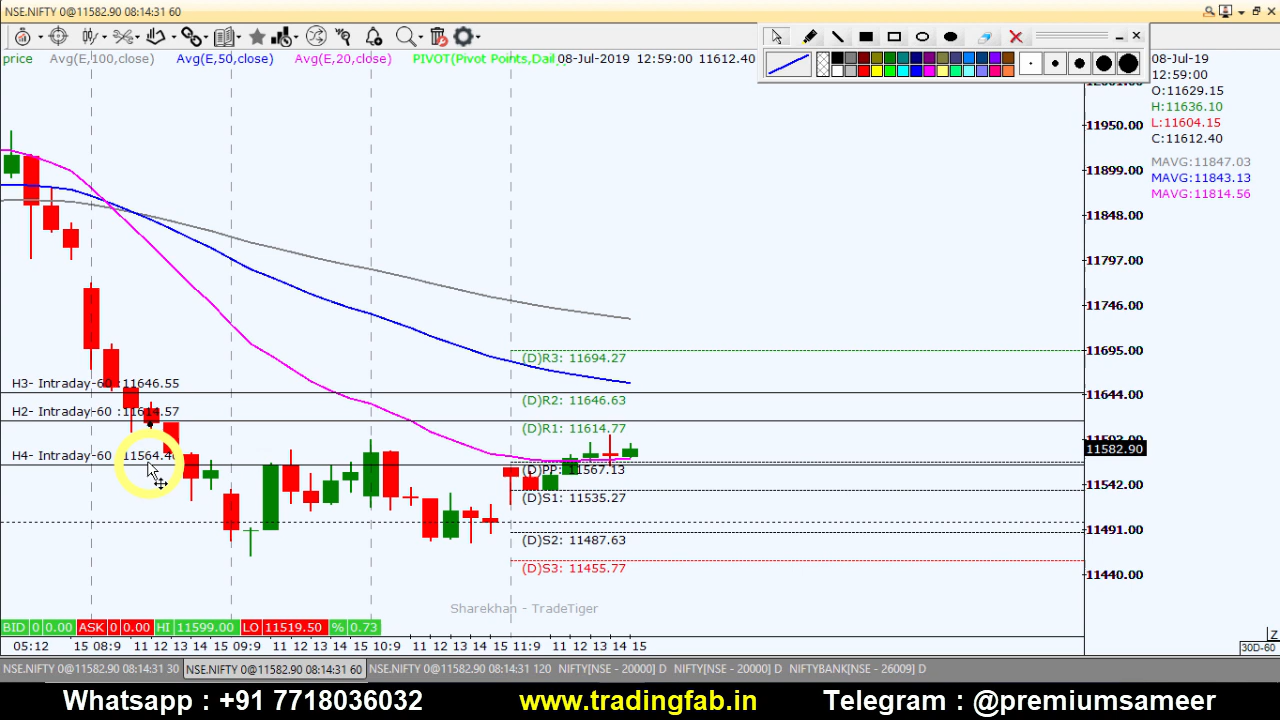 NSE.NIFTY 0@11582.90 08:14:31 60
price Avg(E,100,close) Avg(E,50,close) Avg(E,20,close) PIVOT(Pivot Points,Dail 08-Jul-2019 12:59:00 11612.40
08-Jul-19
12:59:00
O:11629.15
H:11636.10
L:11604.15
C:11612.40
MAVG:11847.03
MAVG:11843.13
MAVG:11814.56
11950.00
11899.00
11848.00
11797.00
11746.00
11695.00
11644.00
11582.90
11542.00
11491.00
11440.00
(D)R3: 11694.27
H3- Intraday-60 :11646.55
(D)R2: 11646.63
H2- Intraday-60 :11614.57
(D)R1: 11614.77
H4- Intraday-60 :11564.4
(D)PP: 11567.13
(D)S1: 11535.27
(D)S2: 11487.63
(D)S3: 11455.77
Sharekhan - TradeTiger
BID 0 0.00 ASK 0 0.00 HI 11599.00 LO 11519.50 % 0.73
05:12 15 08:9 11 12 13 14 15 09:9 11 12 13 14 15 10:9 11 12 13 14 15 11:9 11 12 13 14 15
Z
30D-60
NSE.NIFTY 0@11582.90 08:14:31 30 NSE.NIFTY 0@11582.90 08:14:31 60 NSE.NIFTY 0@11582.90 08:14:31 120 NIFTY[NSE - 20000] D NIFTY[NSE - 20000] D NIFTYBANK[NSE - 26009] D
Whatsapp : +91 7718036032 www.tradingfab.in Telegram : @premiumsameer